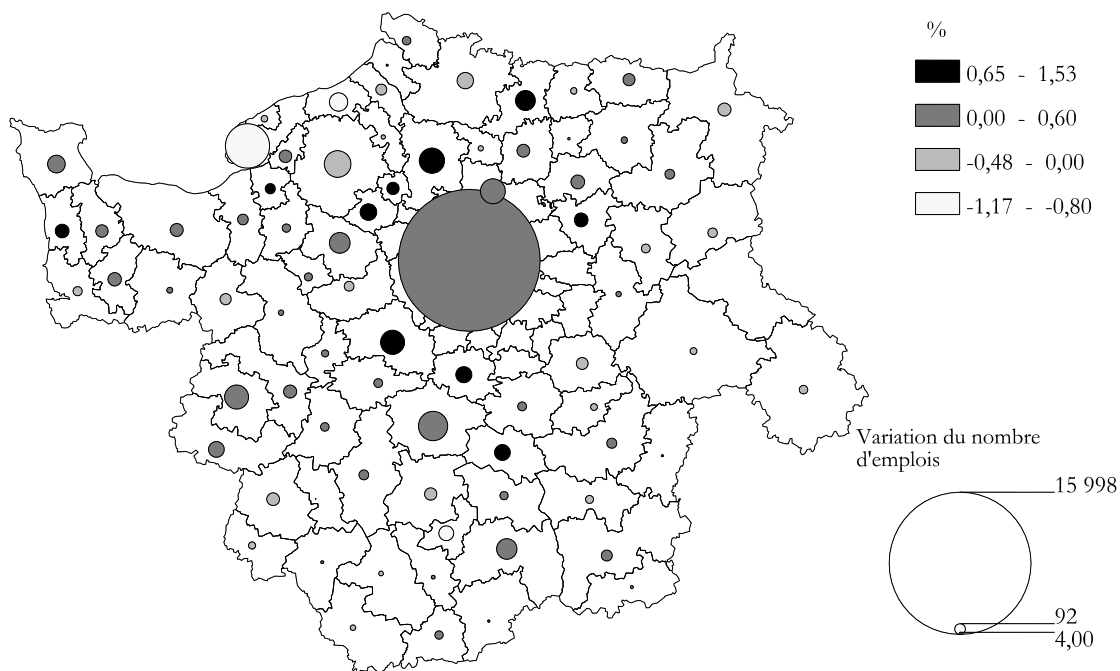 %
0,65 - 1,53
0,00 - 0,60
-0,48 - 0,00
-1,17 - -0,80
Variation du nombre
d'emplois
15 998
92
4,00